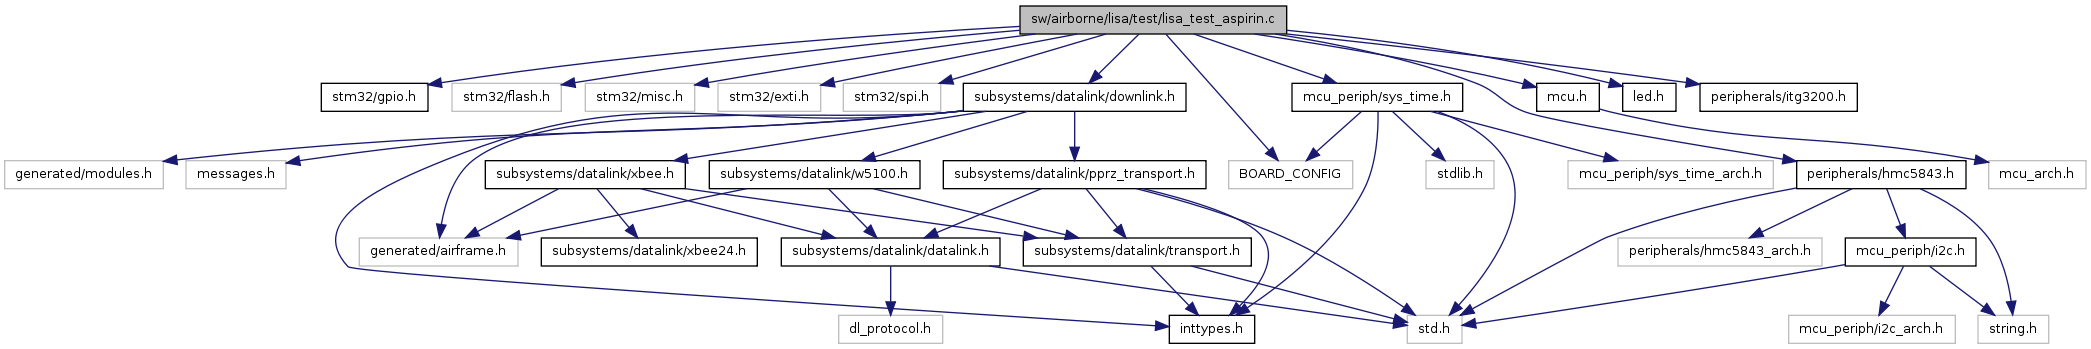 sw/airborne/lisa/test/lisa_test_aspirin.c
stm32/gpio.h
stm32/flash.h
stm32/misc.h
stm32/exti.h
stm32/spi.h
subsystems/datalink/downlink.h
mcu_periph/sys_time.h
mcu.h
led.h
peripherals/itg3200.h
generated/modules.h
messages.h
subsystems/datalink/xbee.h
subsystems/datalink/w5100.h
subsystems/datalink/pprz_transport.h
BOARD_CONFIG
stdlib.h
mcu_periph/sys_time_arch.h
peripherals/hmc5843.h
mcu_arch.h
generated/airframe.h
subsystems/datalink/xbee24.h
subsystems/datalink/datalink.h
subsystems/datalink/transport.h
peripherals/hmc5843_arch.h
mcu_periph/i2c.h
dl_protocol.h
inttypes.h
std.h
mcu_periph/i2c_arch.h
string.h